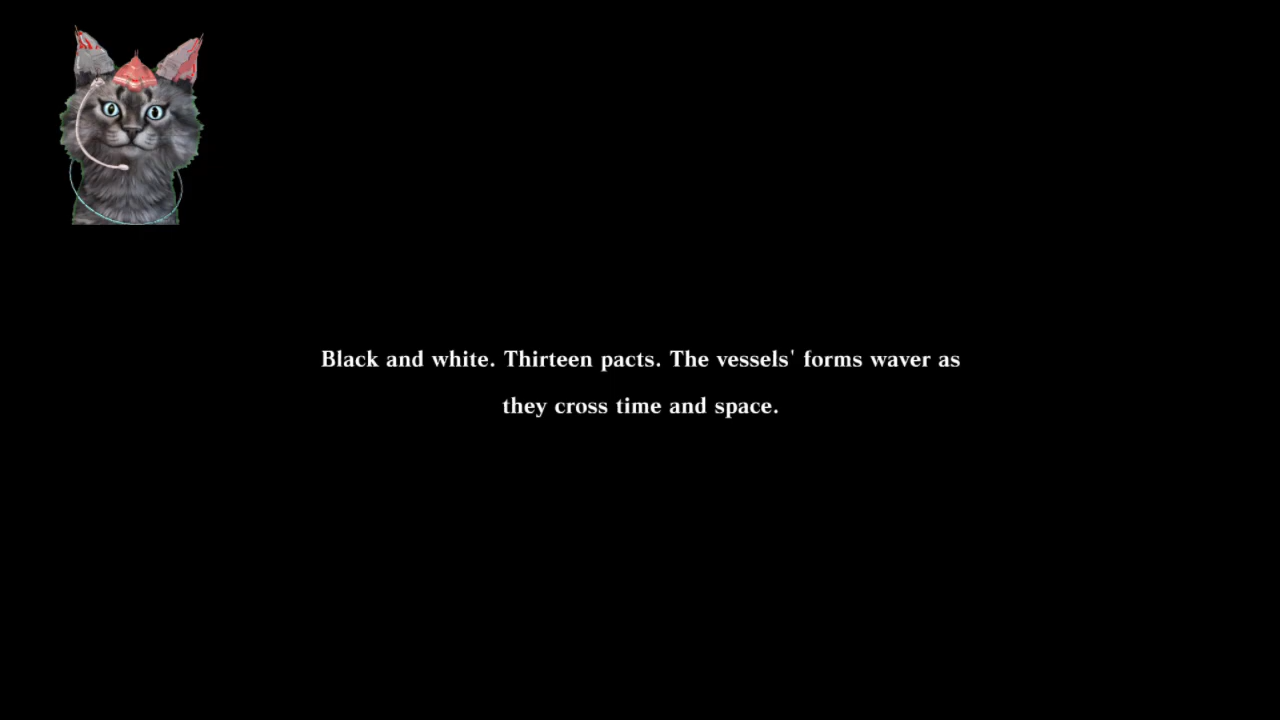 Black and white. Thirteen pacts. The vessels' forms waver as
they cross time and space.